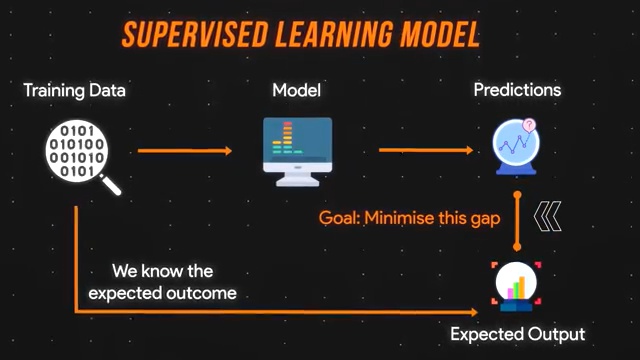 SUPERVISED LEARNING MODEL
Training Data
Model
Predictions
0101
010100
001010
0101
?
Goal: Minimise this gap
We know the
expected outcome
Expected Output